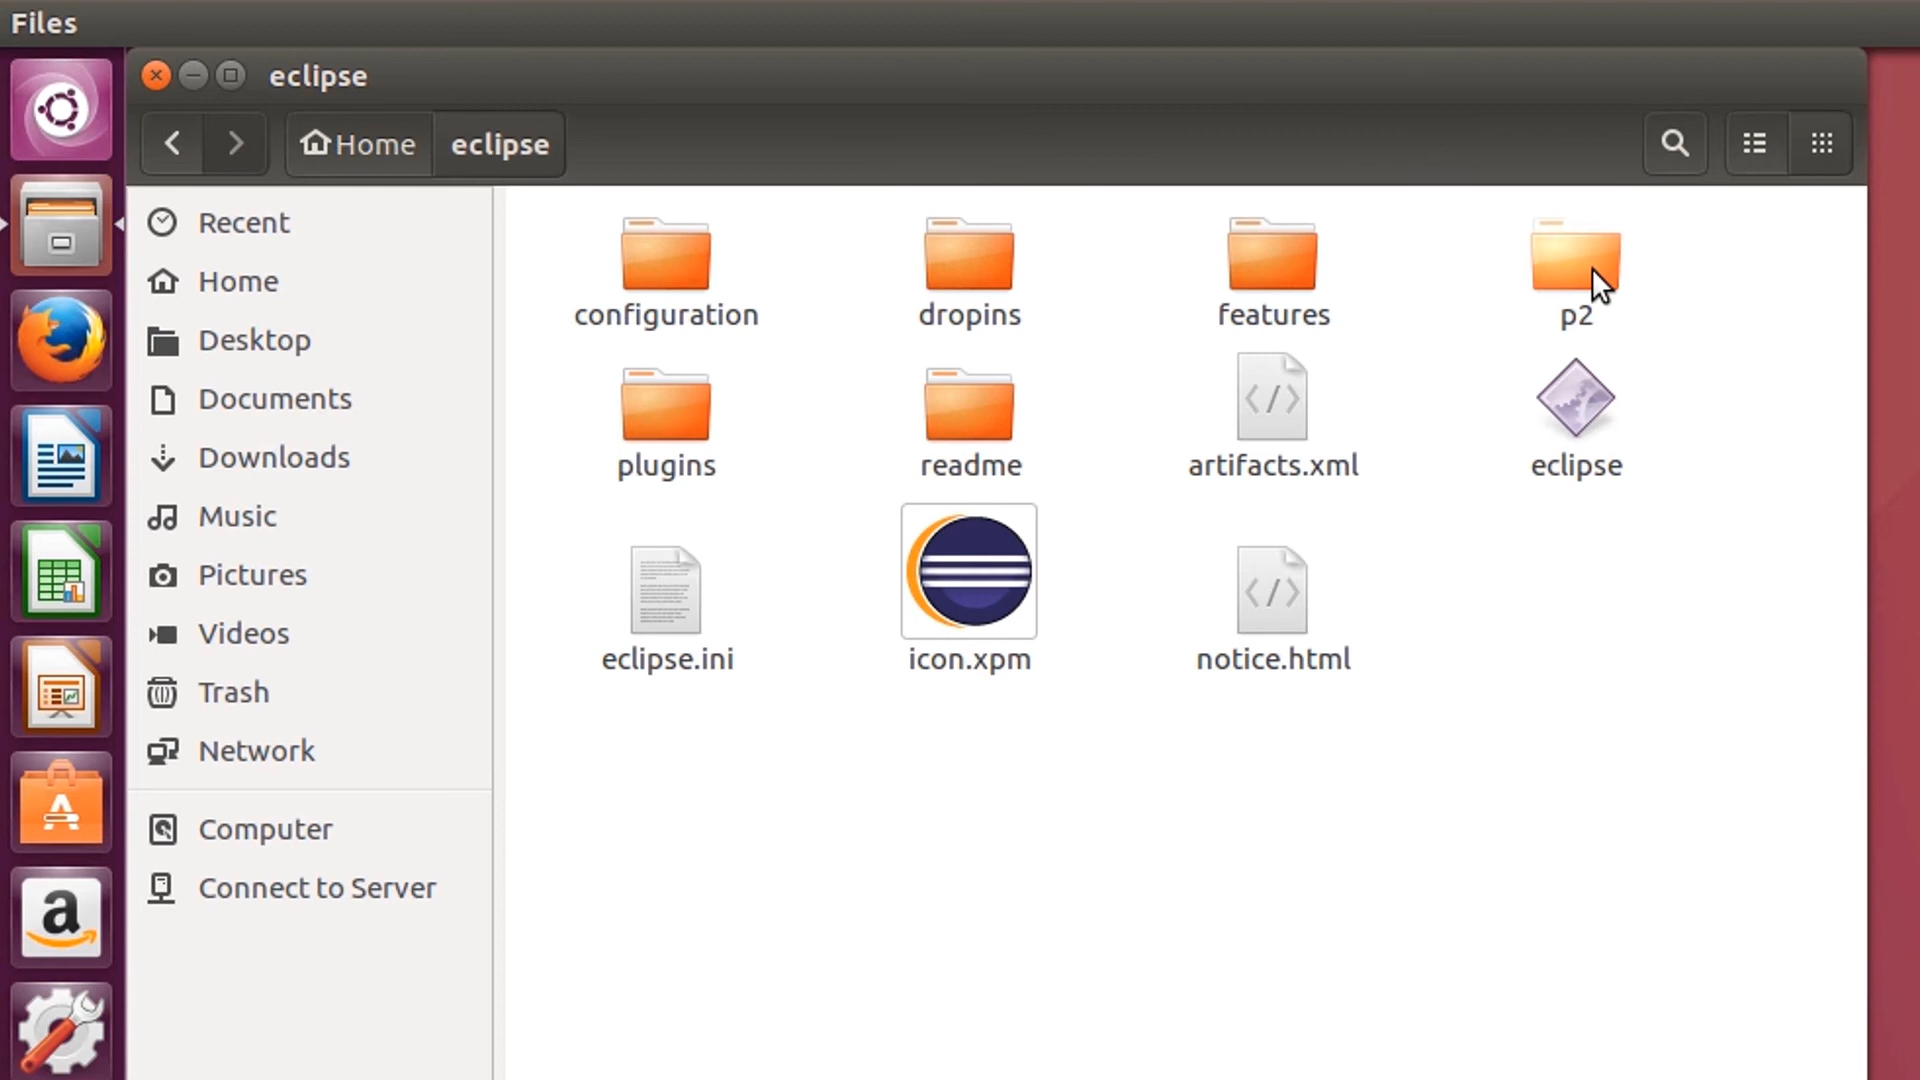 Files
eclipse
Home
eclipse
Recent
Home
Desktop
Documents
Downloads
Music
Pictures
Videos
Trash
Network
Computer
Connect to Server
configuration
dropins
features
p2
plugins
readme
artifacts.xml
eclipse
eclipse.ini
icon.xpm
notice.html